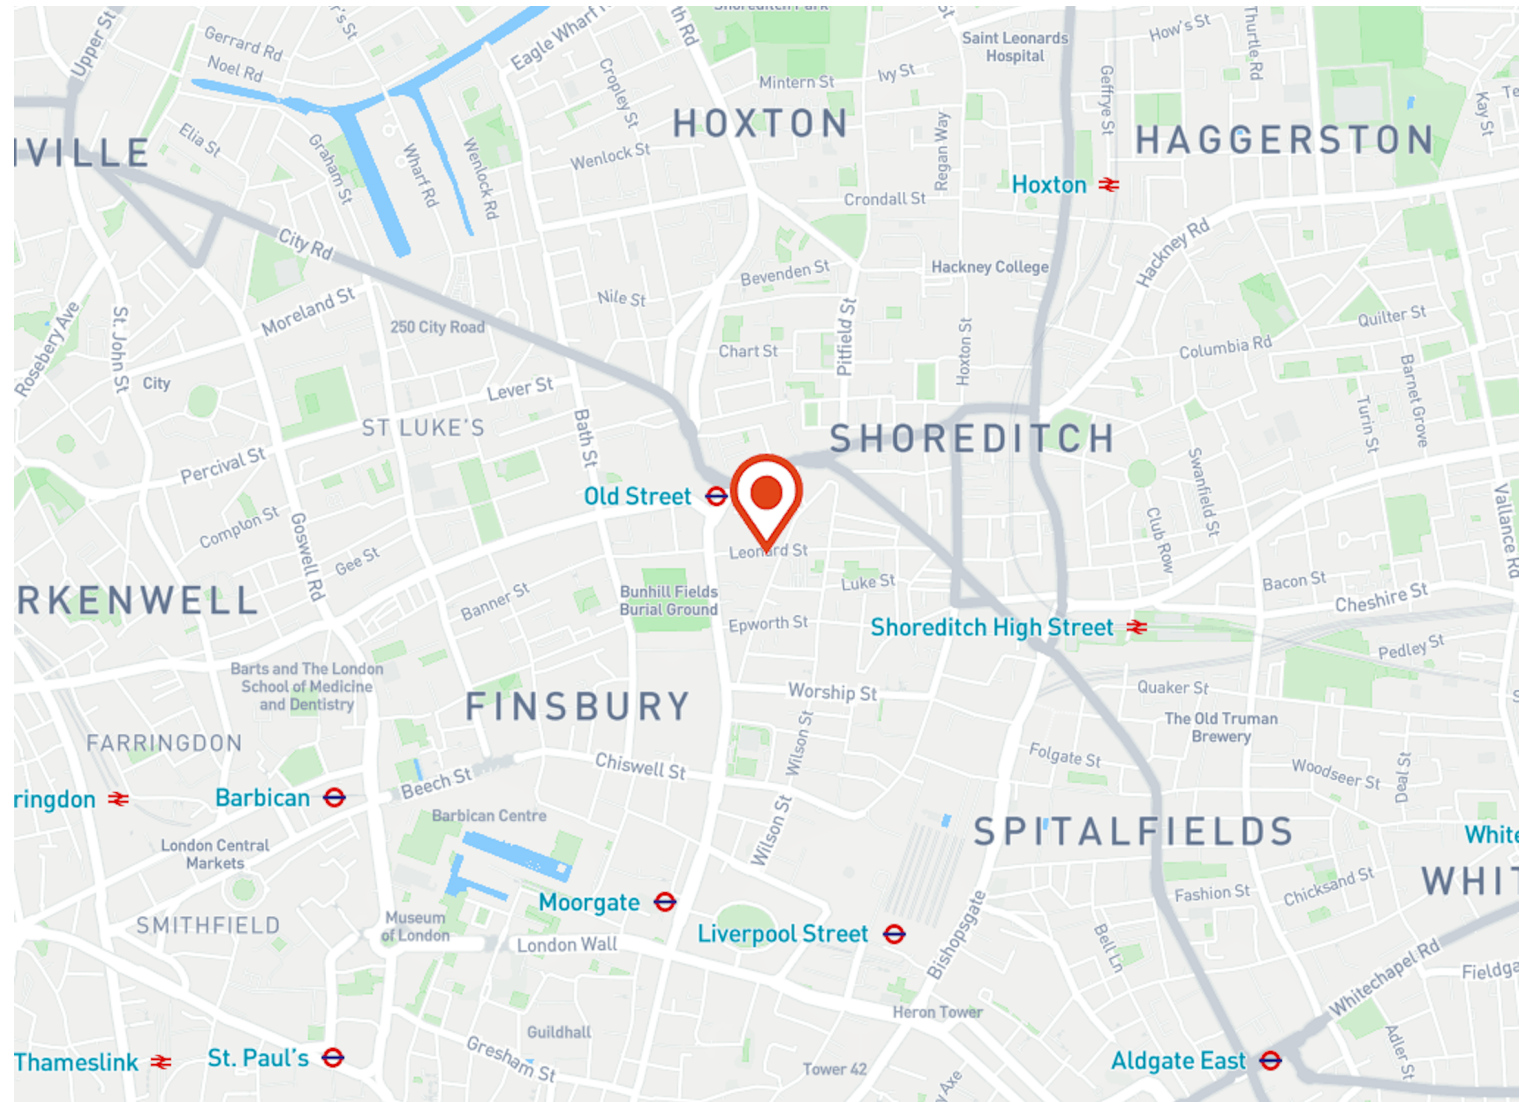 Shoreditch Park
Upper St
Gerrard Rd
Noel Rd
Eagle Wharf
th Rd
Saint Leonards
Hospital
How's St
Thurtle Rd
Cropley St
Mintern St
Ivy St
Geffrye St
Kay St
HOXTON
HAGGERSTON
VILLE
Elia St
Graham St
Wharf Rd
Wenlock Rd
Wenlock St
Regan Way
Hoxton
Crondall St
City Rd
Hackney Rd
Bevenden St
Hackney College
Nile St
Moreland St
250 City Road
Rosebery Ave
St. John St
Pitfield St
Hoxton St
Quilter St
Chart St
Columbia Rd
Barnet Grove
City
Lever St
ST LUKE'S
Bath St
Turin St
SHOREDITCH
Percival St
Swanfield St
Old Street
Goswell Rd
Compton St
Club Row
Vallance Rd
Gee St
Leonard St
Luke St
Bacon St
Cheshire St
RKENWELL
Banner St
Bunhill Fields
Burial Ground
Epworth St
Shoreditch High Street
Pedley St
Barts and The London
School of Medicine
and Dentistry
FINSBURY
Worship St
Quaker St
The Old Truman
Brewery
FARRINGDON
Wilson St
Folgate St
Woodseer St
Deal St
Chiswell St
Beech St
ringdon
Barbican
Barbican Centre
SPITALFIELDS
White
London Central
Markets
Wilson St
WHIT
Fashion St
Chicksand St
Moorgate
SMITHFIELD
Museum
of London
London Wall
Liverpool Street
Bishopsgate
Bell Ln
Whitechapel Rd
Fieldga
Heron Tower
Guildhall
Gresham St
Thameslink
St. Paul's
Tower 42
y Axe
Aldgate East
Adler St